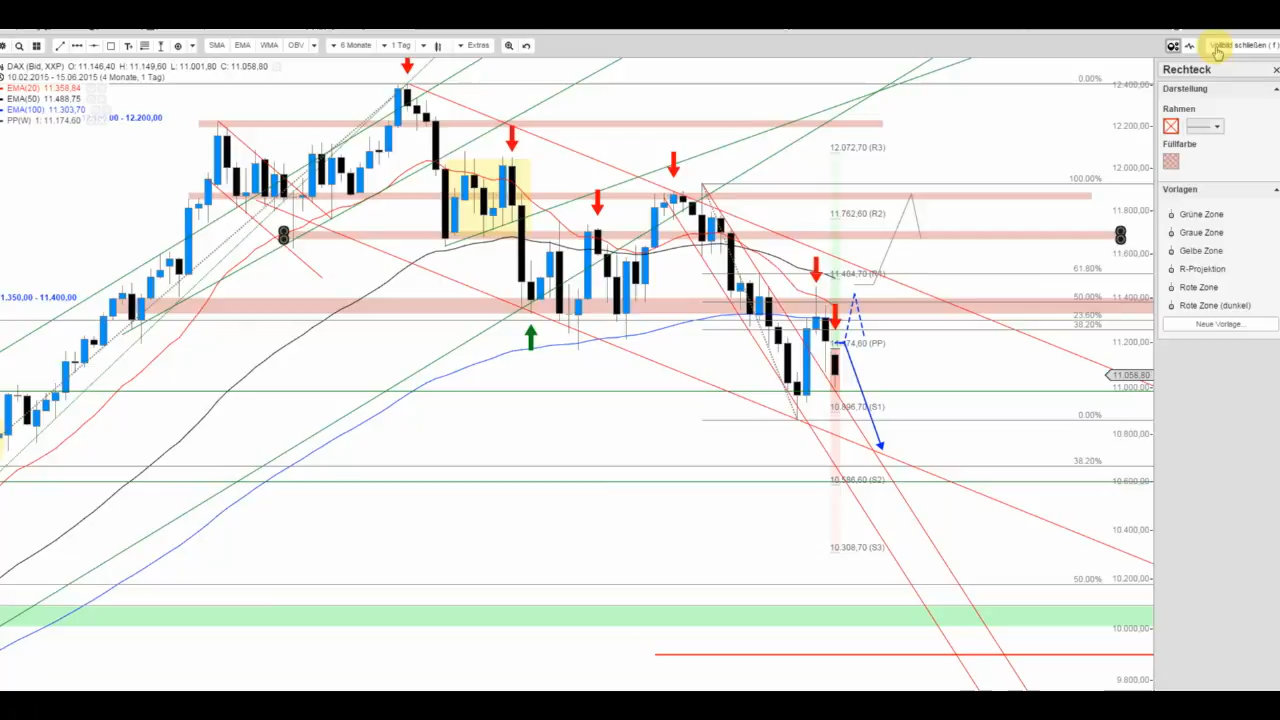 SMA EMA WMA OBV 6 Monate 1 Tag Extras
schließen ( f )
DAX (Bid, XXP) O: 11.146,40 H: 11.149,60 L: 11.001,80 C: 11.058,80
10.02.2015 - 15.06.2015 (4 Monate, 1 Tag)
EMA(20) 11.358,84
EMA(50) 11.488,75
EMA(100) 11.303,70
00 - 12.200,00
PP(W) 1: 11.174,60
Rechteck
Darstellung
Rahmen
Füllfarbe
Vorlagen
Grüne Zone
Graue Zone
Gelbe Zone
R-Projektion
Rote Zone
Rote Zone (dunkel)
Neue Vorlage...
0.00%
12.400,00
12.200,00
12.072,70 (R3)
12.000,00
100.00%
11.800,00
11.762,60 (R2)
11.600,00
61.80%
11.484,70 (R1)
1.350,00 - 11.400,00
50.00%
11.400,00
23.60%
38.20%
11.200,00
(PP)
11.058,80
11.000,00
10.896,70 (S1)
0.00%
10.800,00
38.20%
10.586,60 (S2)
10.600,00
10.400,00
10.308,70 (S3)
50.00%
10.200,00
10.000,00
9.800,00